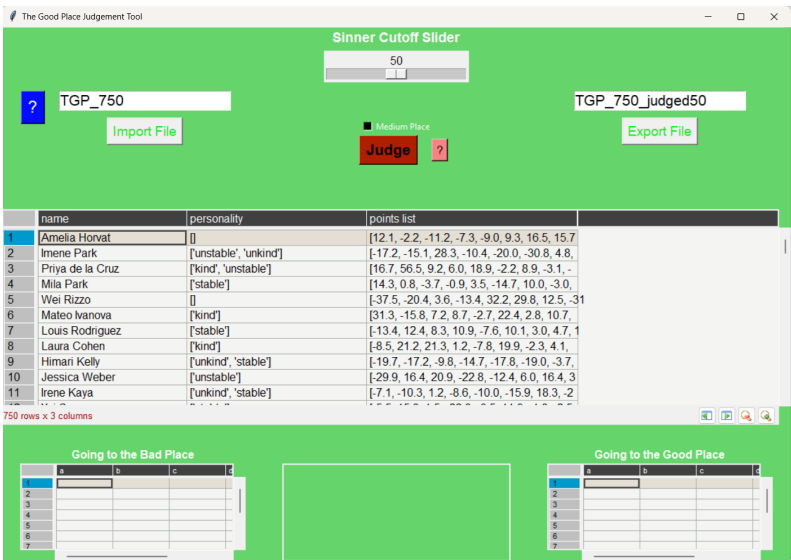 The Good Place Judgement Tool
Sinner Cutoff Slider
50
? TGP_750 TGP_750_judged50
Import File Medium Place Export File
Judge ?
name personality points list
1 Amelia Horvat [] [12.1, -2.2, -11.2, -7.3, -9.0, 9.3, 16.5, 15.7
2 Imene Park ['unstable', 'unkind'] [-17.2, -15.1, 28.3, -10.4, -20.0, -30.8, 4.8,
3 Priya de la Cruz ['kind', 'unstable'] [16.7, 56.5, 9.2, 6.0, 18.9, -2.2, 8.9, -3.1, -
4 Mila Park ['stable'] [14.3, 0.8, -3.7, -0.9, 3.5, -14.7, 10.0, -3.0,
5 Wei Rizzo [] [-37.5, -20.4, 3.6, -13.4, 32.2, 29.8, 12.5, -31
6 Mateo Ivanova ['kind'] [31.3, -15.8, 7.2, 8.7, -2.7, 22.4, 2.8, 10.7,
7 Louis Rodriguez ['stable'] [-13.4, 12.4, 8.3, 10.9, -7.6, 10.1, 3.0, 4.7, 1
8 Laura Cohen ['kind'] [-8.5, 21.2, 21.3, 1.2, -7.8, 19.9, -2.3, 4.1,
9 Himari Kelly ['unkind', 'stable'] [-19.7, -17.2, -9.8, -14.7, -17.8, -19.0, -3.7,
10 Jessica Weber ['unstable'] [-29.9, 16.4, 20.9, -22.8, -12.4, 6.0, 16.4, 3
11 Irene Kaya ['unkind', 'stable'] [-7.1, -10.3, 1.2, -8.6, -10.0, -15.9, 18.3, -2
750 rows x 3 columns
Going to the Bad Place Going to the Good Place
a b c d a b c d
1 1
2 2
3 3
4 4
5 5
6 6
7 7